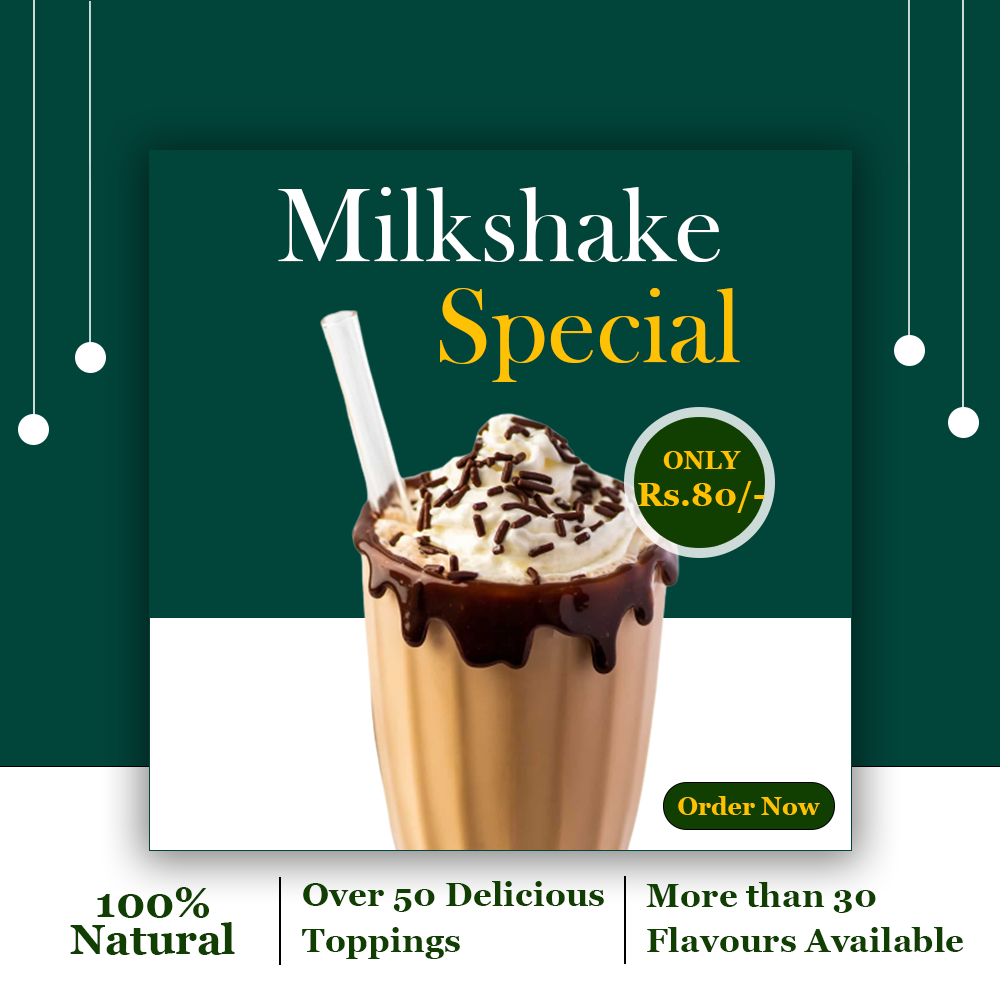 Milkshake
Special
ONLY
Rs.80/-
Order Now
100%
Natural
Over 50 Delicious
Toppings
More than 30
Flavours Available